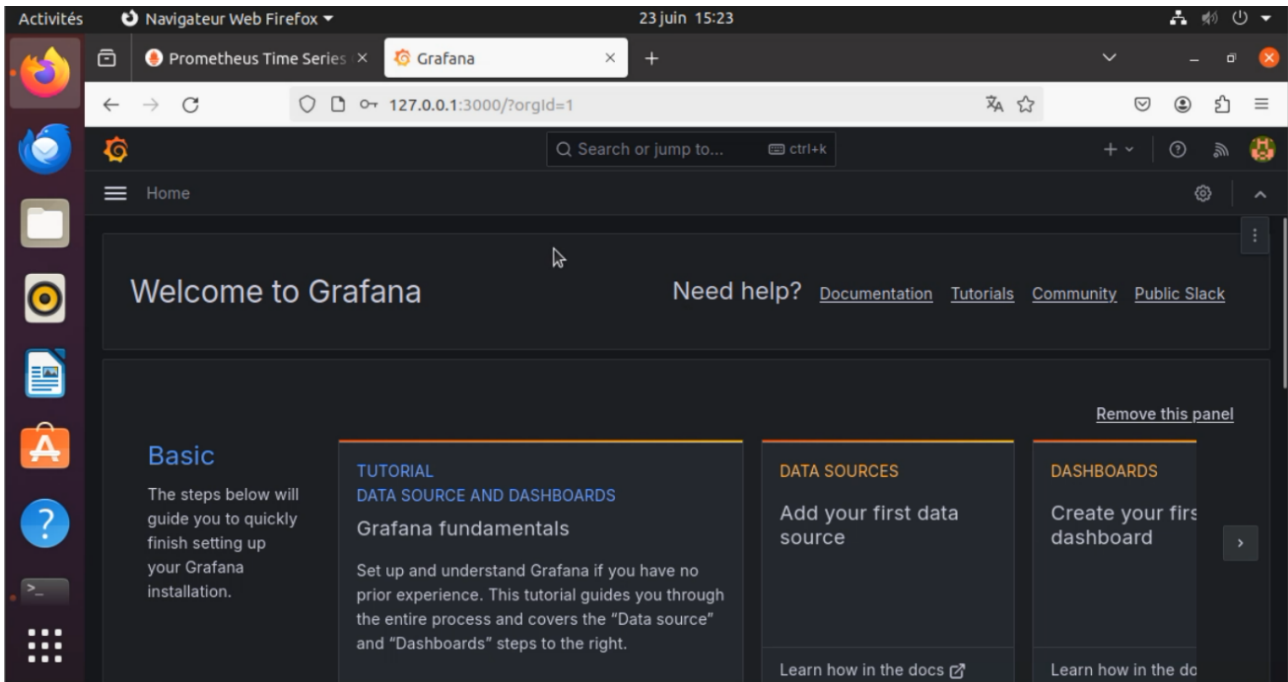 Activités
Navigateur Web Firefox
23 juin 15:23
Prometheus Time Series
Grafana
127.0.0.1:3000/?orgId=1
Search or jump to...
ctrl+k
Home
Welcome to Grafana
Need help?
Documentation
Tutorials
Community
Public Slack
Remove this panel
Basic
The steps below will
guide you to quickly
finish setting up
your Grafana
installation.
TUTORIAL
DATA SOURCE AND DASHBOARDS
Grafana fundamentals
Set up and understand Grafana if you have no
prior experience. This tutorial guides you through
the entire process and covers the “Data source”
and “Dashboards” steps to the right.
DATA SOURCES
Add your first data
source
Learn how in the docs
DASHBOARDS
Create your firs
dashboard
Learn how in the do